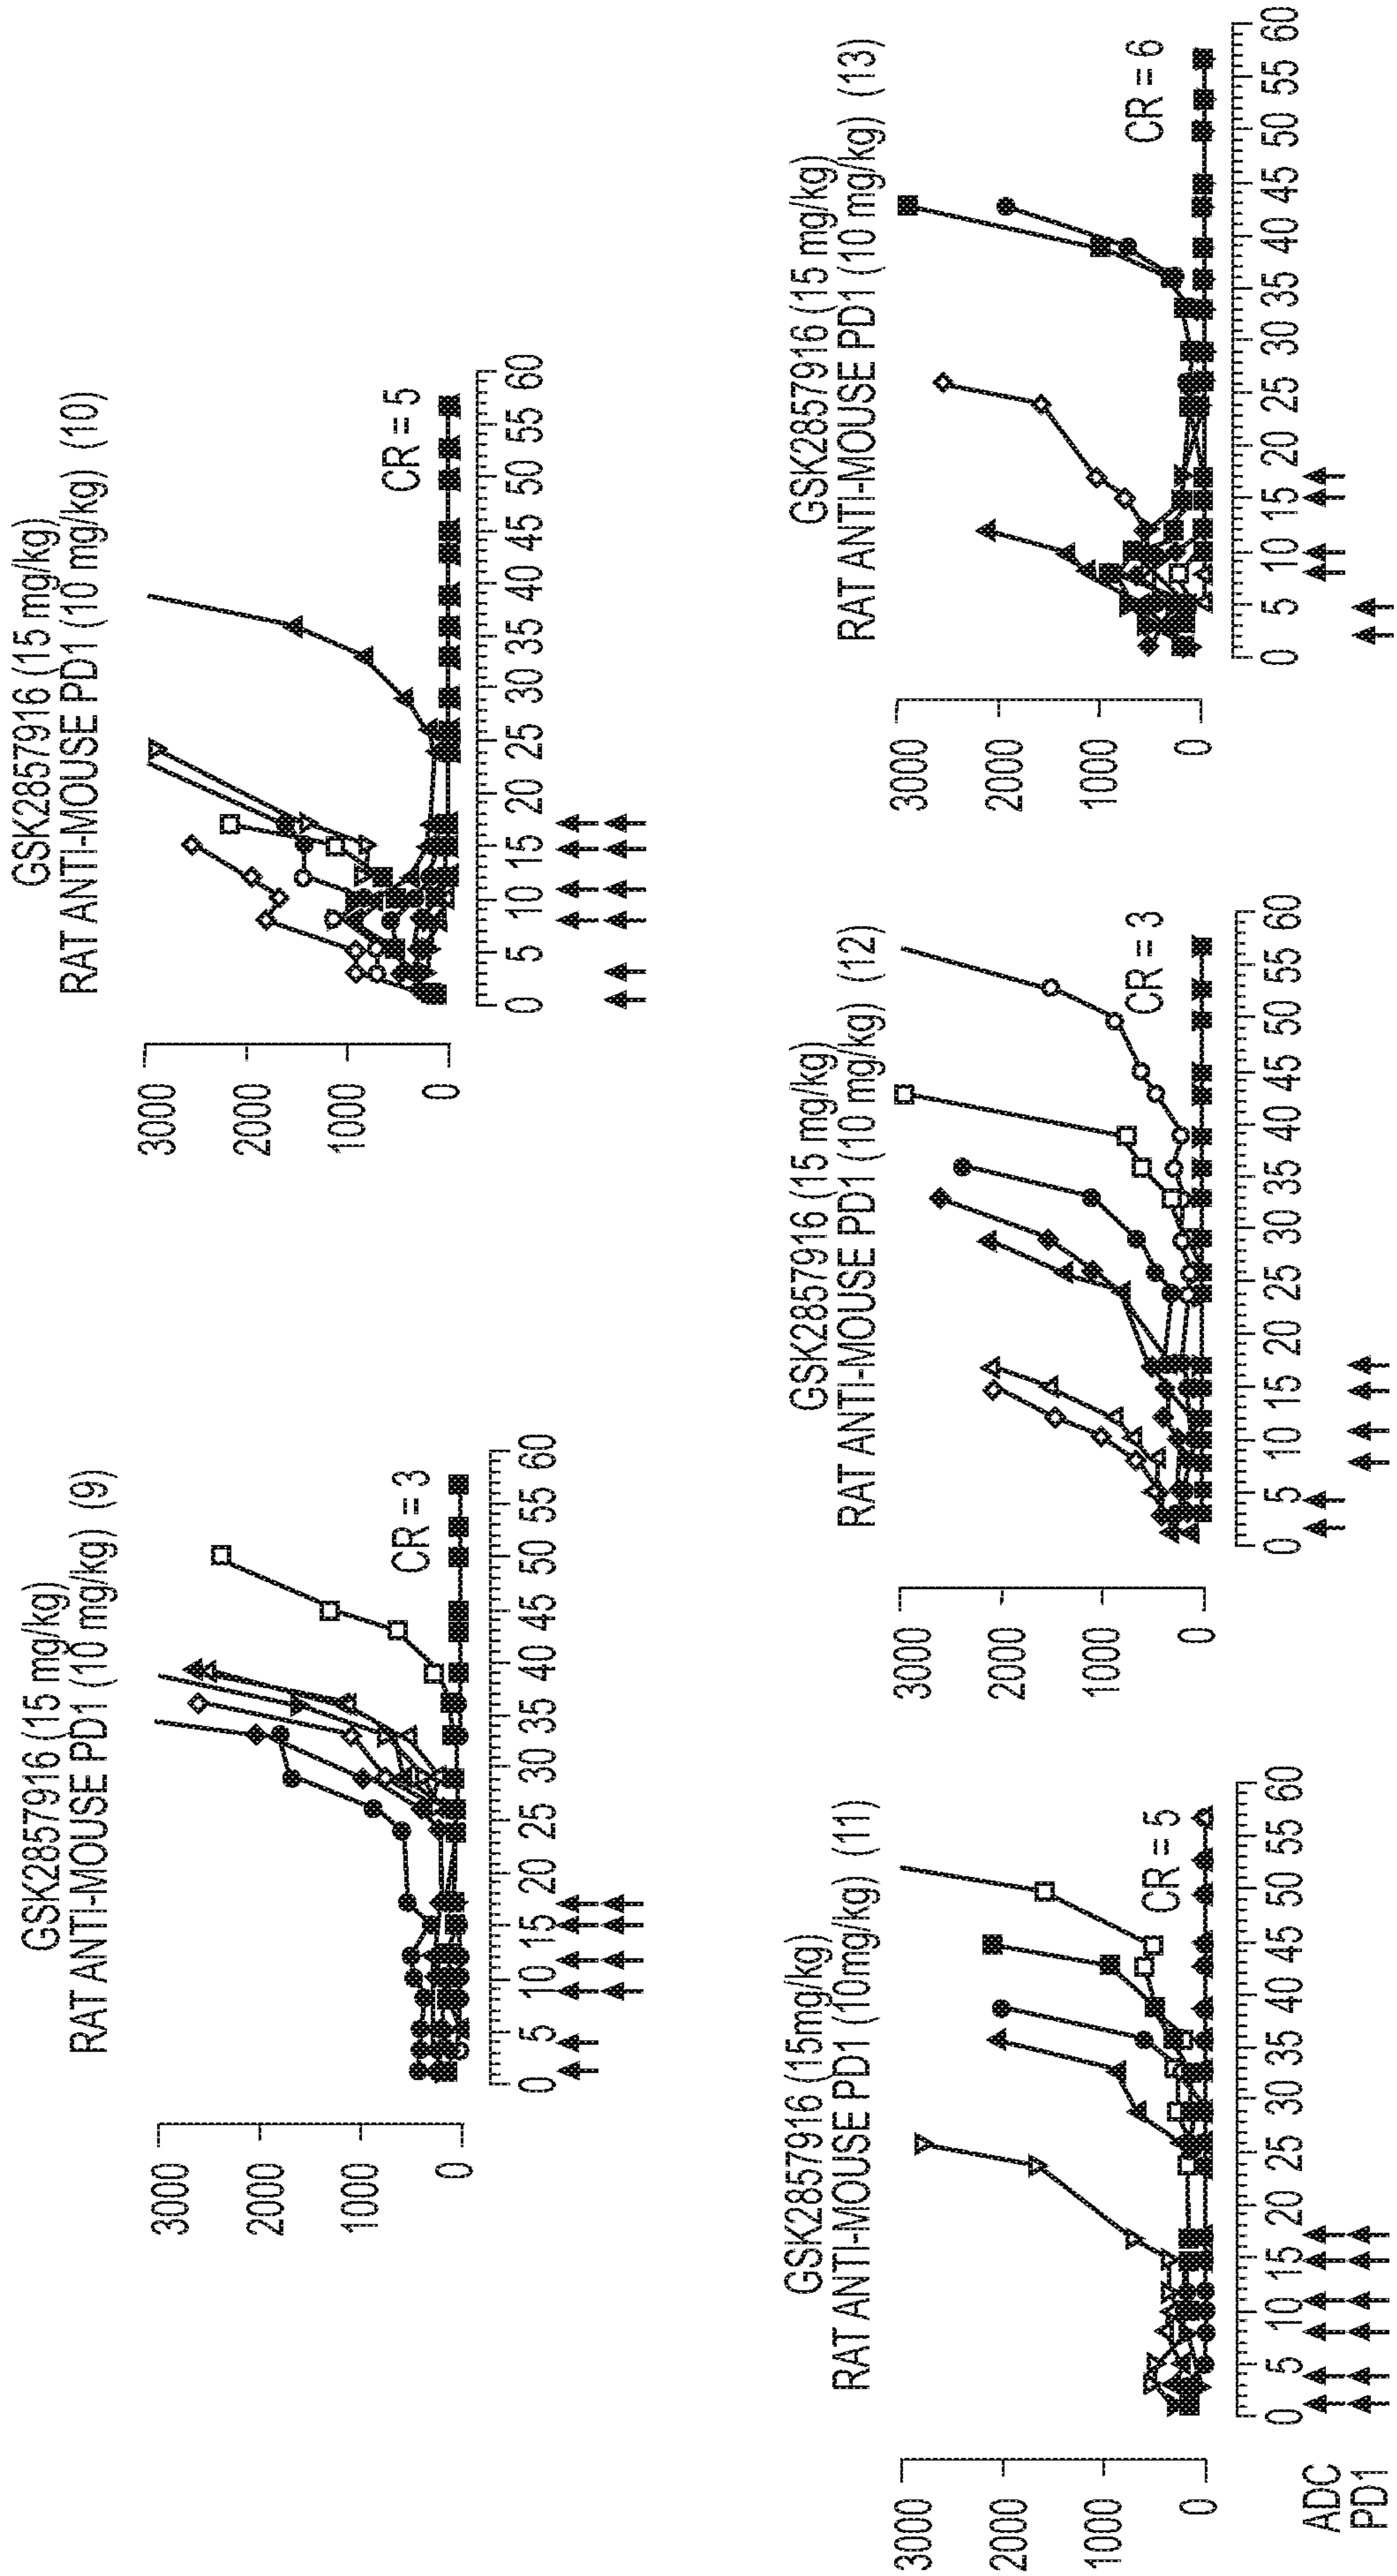 GSK2857916 (15 mg/kg)
RAT ANTI-MOUSE PD1 (10 mg/kg) (9)
3000
2000
1000
0
CR = 3
0 5 10 15 20 25 30 35 40 45 50 55 60
GSK2857916 (15 mg/kg)
RAT ANTI-MOUSE PD1 (10 mg/kg) (10)
3000
2000
1000
0
CR = 5
0 5 10 15 20 25 30 35 40 45 50 55 60
GSK2857916 (15mg/kg)
RAT ANTI-MOUSE PD1 (10mg/kg) (11)
3000
2000
1000
0
CR = 5
0 5 10 15 20 25 30 35 40 45 50 55 60
ADC
PD1
GSK2857916 (15 mg/kg)
RAT ANTI-MOUSE PD1 (10 mg/kg) (12)
3000
2000
1000
0
CR = 3
0 5 10 15 20 25 30 35 40 45 50 55 60
GSK2857916 (15 mg/kg)
RAT ANTI-MOUSE PD1 (10 mg/kg) (13)
3000
2000
1000
0
CR = 6
0 5 10 15 20 25 30 35 40 45 50 55 60